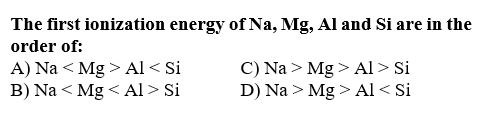 The first ionization energy of Na, Mg, Al and Si are in the
order of:
A) Na < Mg > Al < Si
C) Na > Mg > Al > Si
B) Na < Mg < Al > Si
D) Na > Mg > Al < Si